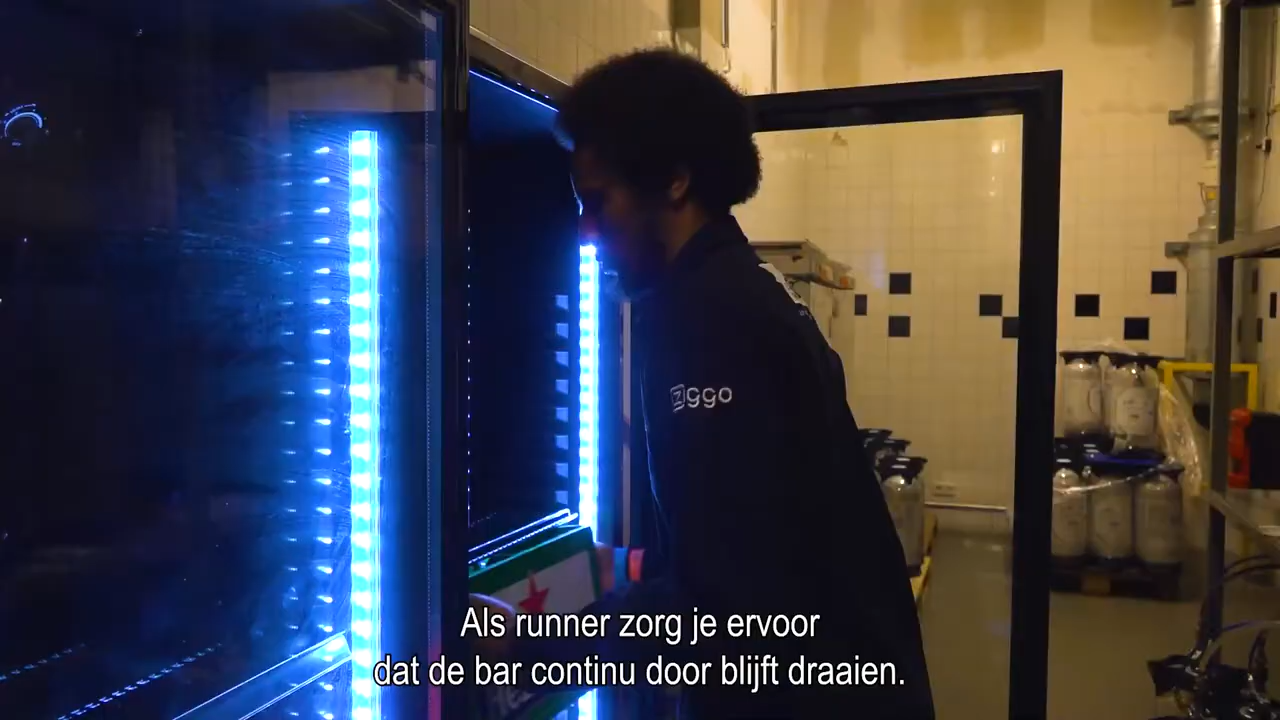 Ziggo
Als runner zorg je ervoor
dat de bar continu door blijft draaien.